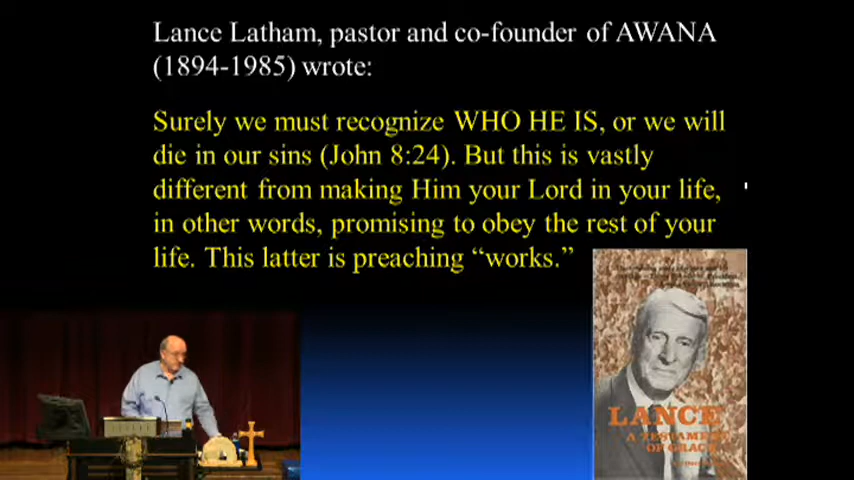 Lance Latham, pastor and co-founder of AWANA
(1894-1985) wrote:
Surely we must recognize WHO HE IS, or we will
die in our sins (John 8:24). But this is vastly
different from making Him your Lord in your life,
in other words, promising to obey the rest of your
life. This latter is preaching “works.”
LANCE
A TESTAMENT
OF GRACE